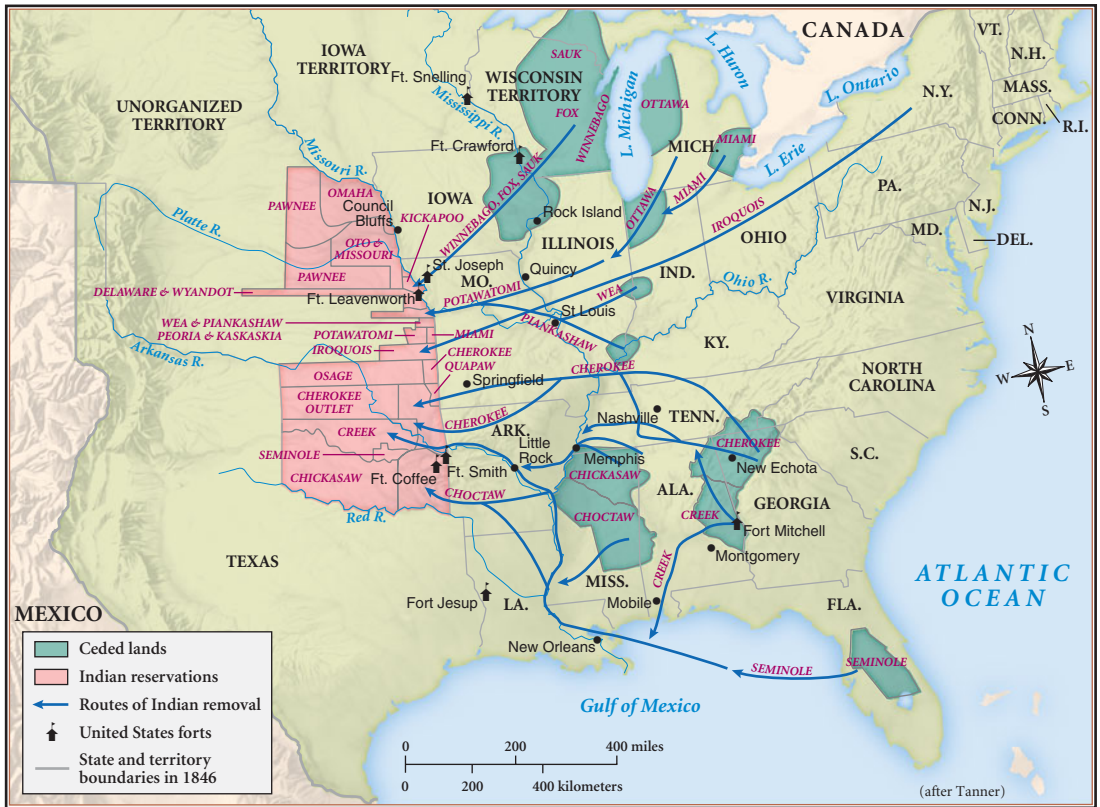 CANADA
VT.
N.H.
MASS.
CONN.
R.I.
N.Y.
L. Ontario
L. Huron
L. Erie
L. Michigan
IOWA
TERRITORY
Ft. Snelling
WISCONSIN
TERRITORY
SAUK
FOX
WINNEBAGO
OTTAWA
MICH.
MIAMI
UNORGANIZED
TERRITORY
Mississippi R.
Ft. Crawford
Missouri R.
OMAHA
PAWNEE
Council
Bluffs
IOWA
KICKAPOO
WINNEBAGO, FOX, SAUK
Rock Island
OTTAWA
MIAMI
IROQUOIS
PA.
N.J.
MD.
DEL.
OHIO
Platte R.
OTO &
MISSOURI
ILLINOIS
PAWNEE
St. Joseph
MO.
Quincy
IND.
DELAWARE & WYANDOT
Ft. Leavenworth
POTAWATOMI
WEA
Ohio R.
VIRGINIA
WEA & PIANKASHAW
PEORIA & KASKASKIA
St Louis
PIANKASHAW
POTAWATOMI
MIAMI
IROQUOIS
KY.
Arkansas R.
CHEROKEE
QUAPAW
CHEROKEE
OSAGE
Springfield
NORTH
CAROLINA
CHEROKEE
OUTLET
CHEROKEE
Nashville
TENN.
CREEK
ARK.
Little
Rock
Memphis
CHEROKEE
New Echota
S.C.
SEMINOLE
Ft. Coffee
Ft. Smith
CHICKASAW
CHICKASAW
CHOCTAW
ALA.
GEORGIA
Red R.
CHOCTAW
CREEK
Fort Mitchell
TEXAS
Montgomery
CREEK
MISS.
MEXICO
Fort Jesup
LA.
Mobile
FLA.
ATLANTIC
OCEAN
New Orleans
SEMINOLE
SEMINOLE
Gulf of Mexico
N
W
E
S
Ceded lands
Indian reservations
Routes of Indian removal
United States forts
State and territory
boundaries in 1846
0 200 400 miles
0 200 400 kilometers
(after Tanner)